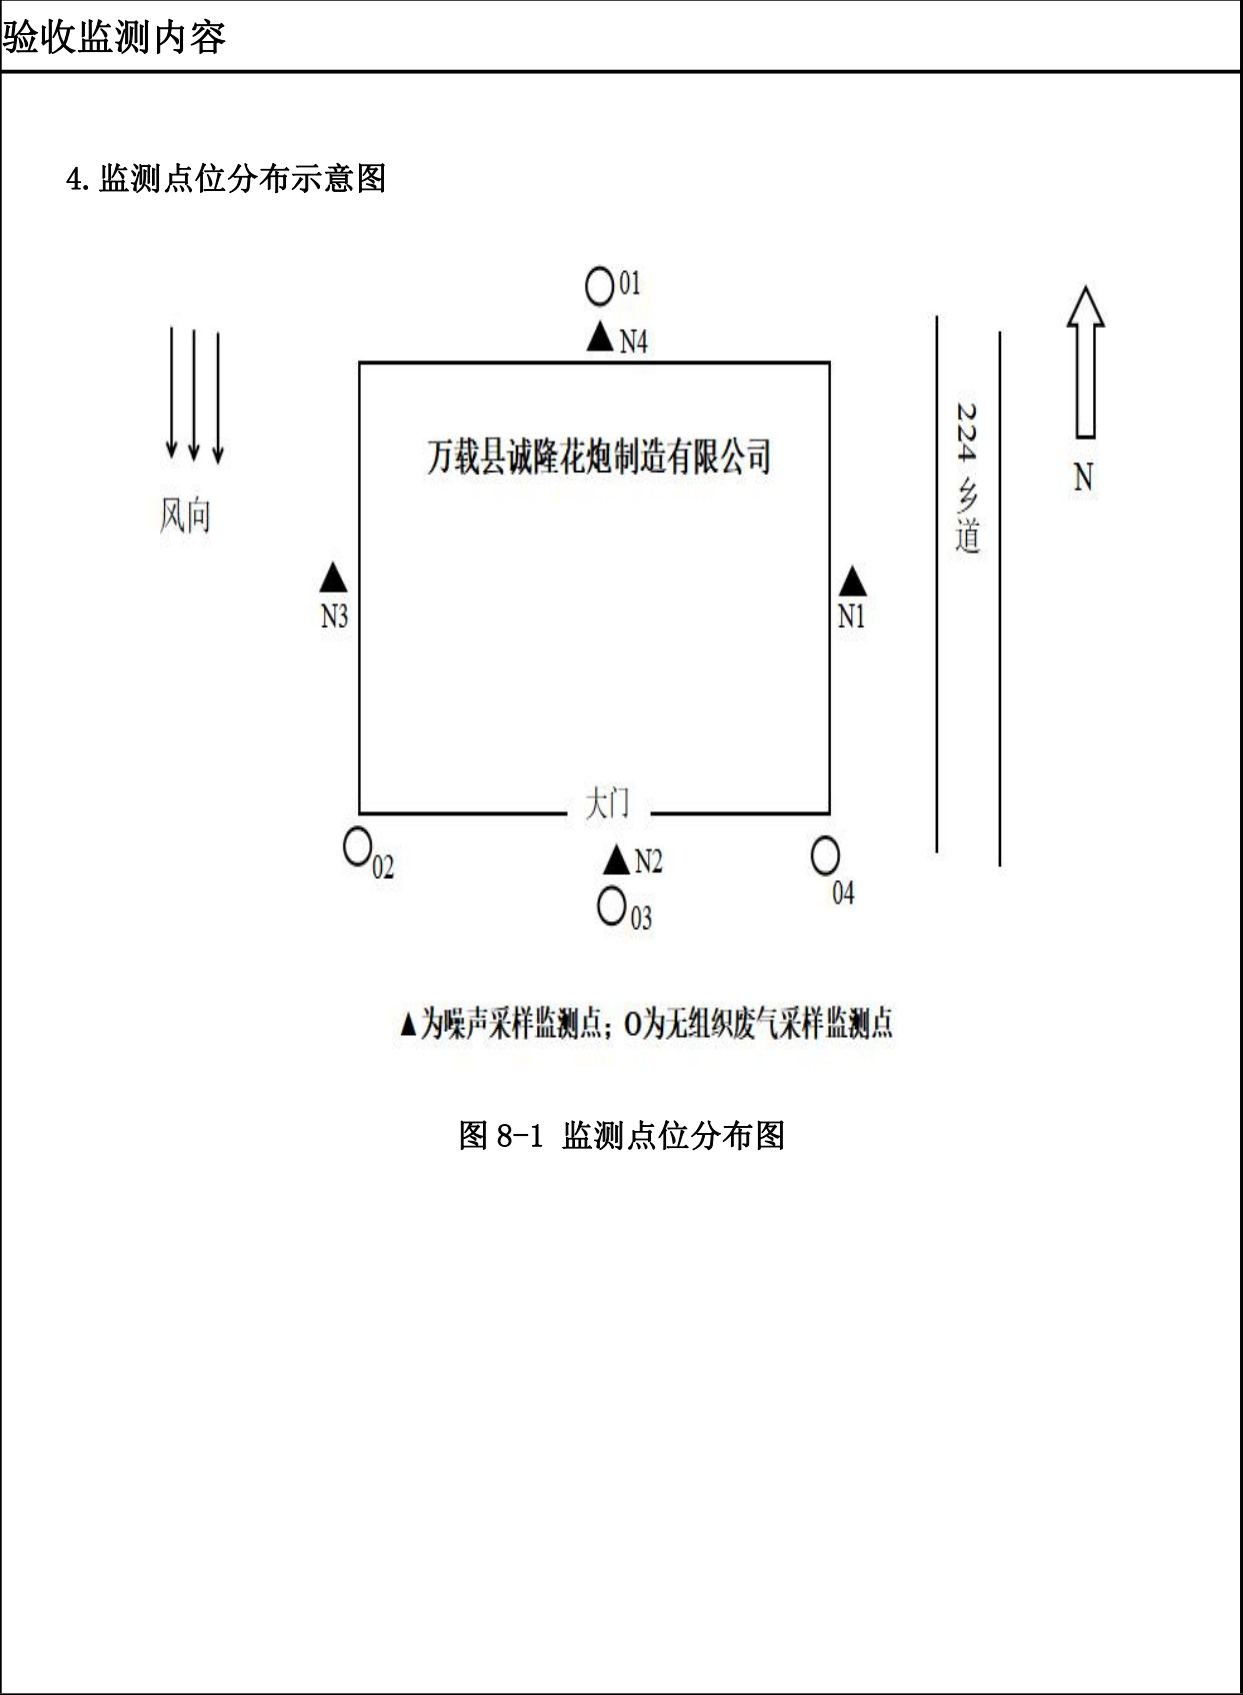 验收监测内容
4.监测点位分布示意图
01
N4
万载县诚隆花炮制造有限公司
224乡道
N
风向
N3
N1
大门
02
N2
04
03
▲为噪声采样监测点；O为无组织废气采样监测点
图8-1 监测点位分布图